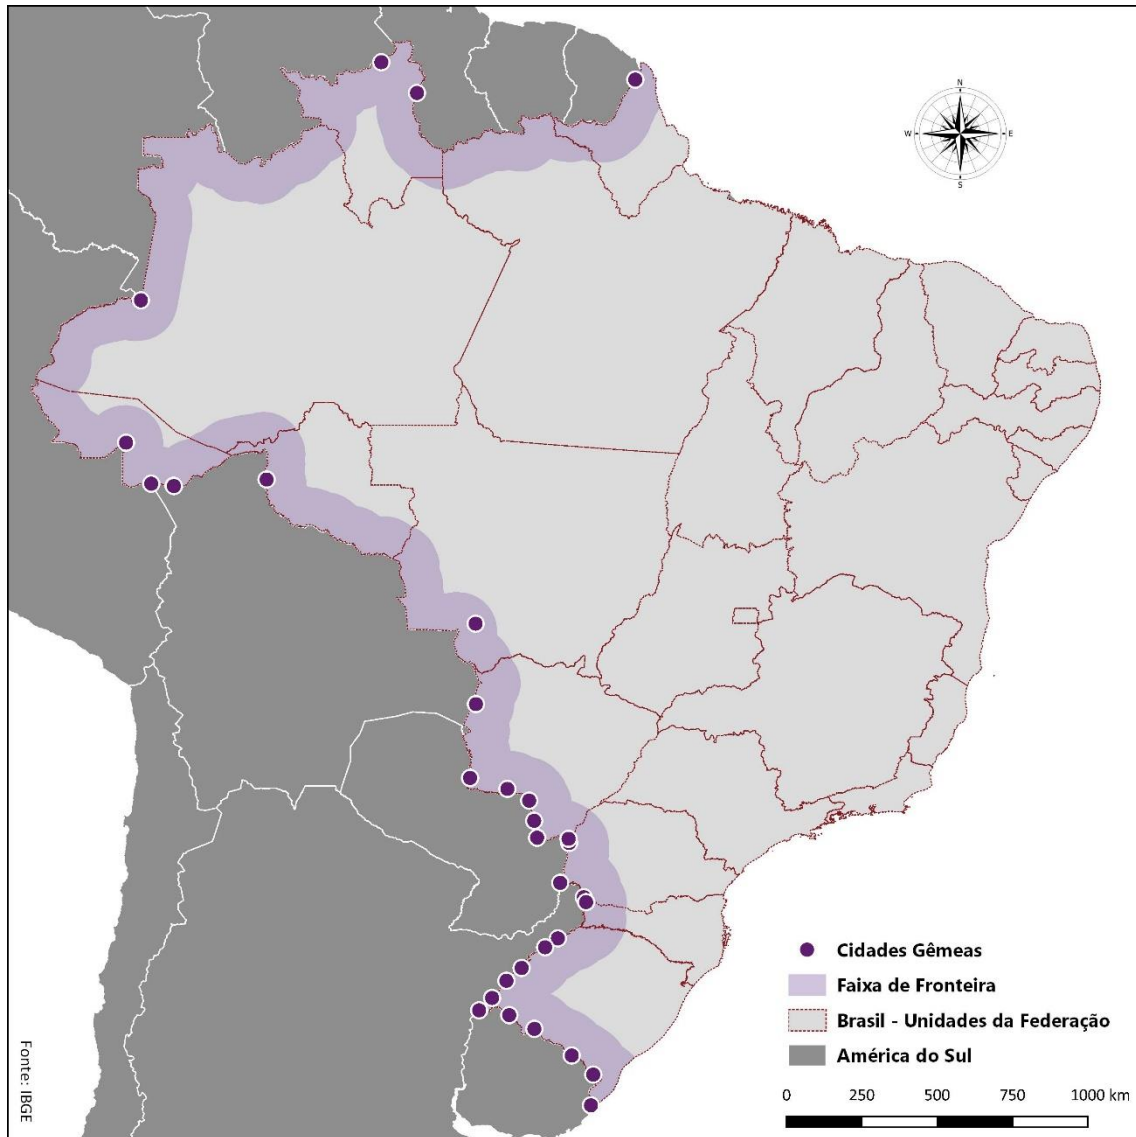 N
W
E
S
Cidades Gêmeas
Faixa de Fronteira
Brasil - Unidades da Federação
América do Sul
0 250 500 750 1000 km
Fonte: IBGE